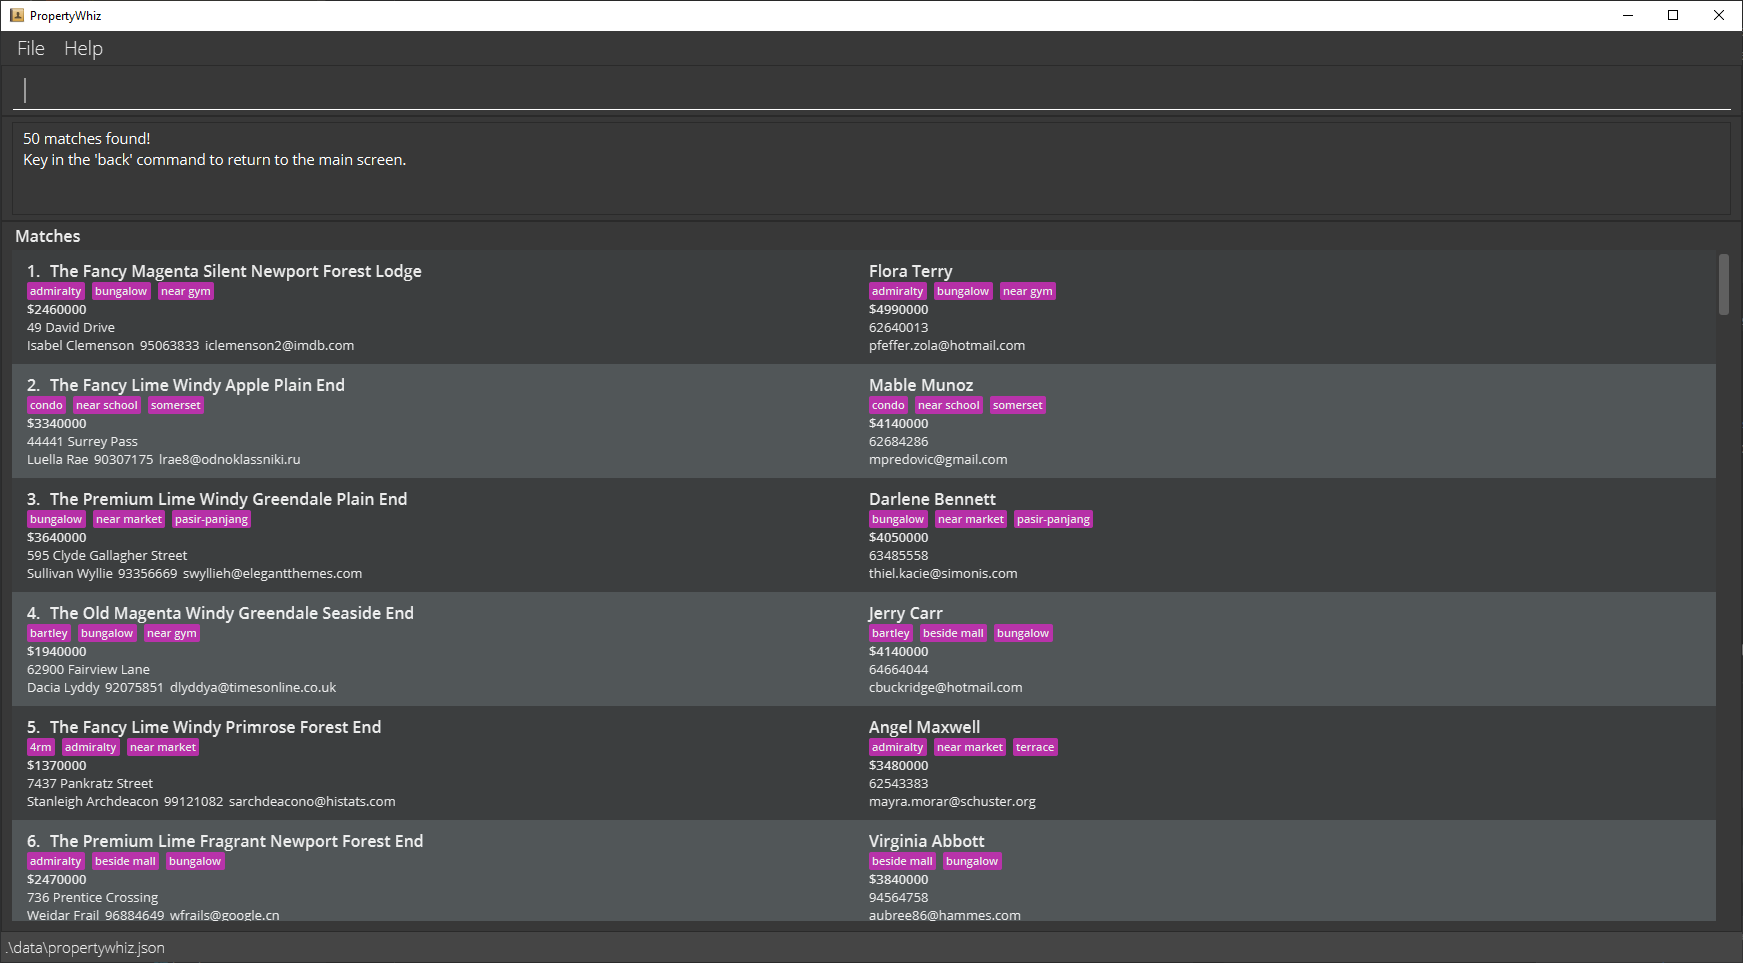 PropertyWhiz
File Help
50 matches found!
Key in the 'back' command to return to the main screen.
Matches
1. The Fancy Magenta Silent Newport Forest Lodge
admiralty bungalow near gym
$2460000
49 David Drive
Isabel Clemenson 95063833 iclemenson2@imdb.com
Flora Terry
admiralty bungalow near gym
$4990000
62640013
pfeffer.zola@hotmail.com
2. The Fancy Lime Windy Apple Plain End
condo near school somerset
$3340000
44441 Surrey Pass
Luella Rae 90307175 lrae8@odnoklassniki.ru
Mable Munoz
condo near school somerset
$4140000
62684286
mpredovic@gmail.com
3. The Premium Lime Windy Greendale Plain End
bungalow near market pasir-panjang
$3640000
595 Clyde Gallagher Street
Sullivan Wyllie 93356669 swyllieh@elegantthemes.com
Darlene Bennett
bungalow near market pasir-panjang
$4050000
63485558
thiel.kacie@simonis.com
4. The Old Magenta Windy Greendale Seaside End
bartley bungalow near gym
$1940000
62900 Fairview Lane
Dacia Lyddy 92075851 dlyddya@timesonline.co.uk
Jerry Carr
bartley beside mall bungalow
$4140000
64664044
cbuckridge@hotmail.com
5. The Fancy Lime Windy Primrose Forest End
4rm admiralty near market
$1370000
7437 Pankratz Street
Stanleigh Archdeacon 99121082 sarchdeacono@histats.com
Angel Maxwell
admiralty near market terrace
$3480000
62543383
mayra.morar@schuster.org
6. The Premium Lime Fragrant Newport Forest End
admiralty beside mall bungalow
$2470000
736 Prentice Crossing
Weidar Frail 96884649 wfrails@google.cn
Virginia Abbott
beside mall bungalow
$3840000
94564758
aubree86@hammes.com
.\data\propertywhiz.json